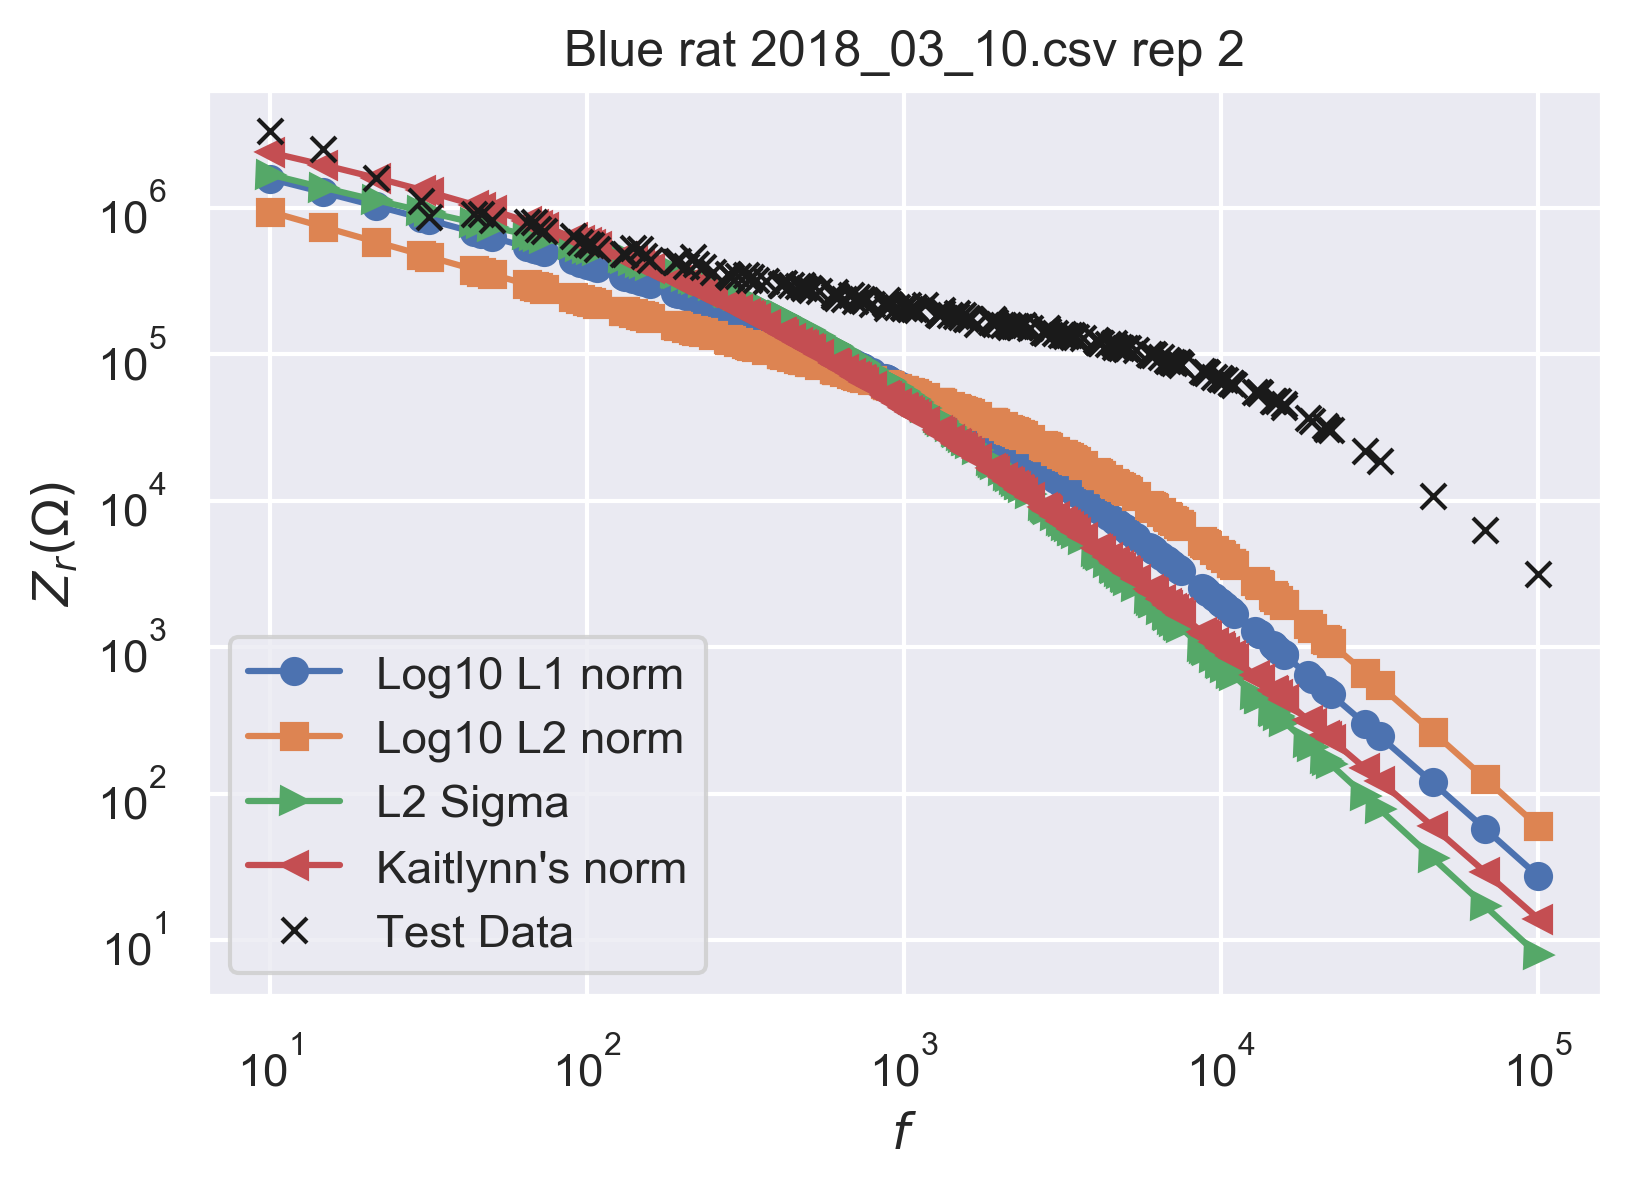 Blue rat 2018_03_10.csv rep 2
10^6
10^5
10^4
10^3
10^2
10^1
Z_r(Ω)
Log10 L1 norm
Log10 L2 norm
L2 Sigma
Kaitlynn's norm
Test Data
10^1 10^2 10^3 10^4 10^5
f